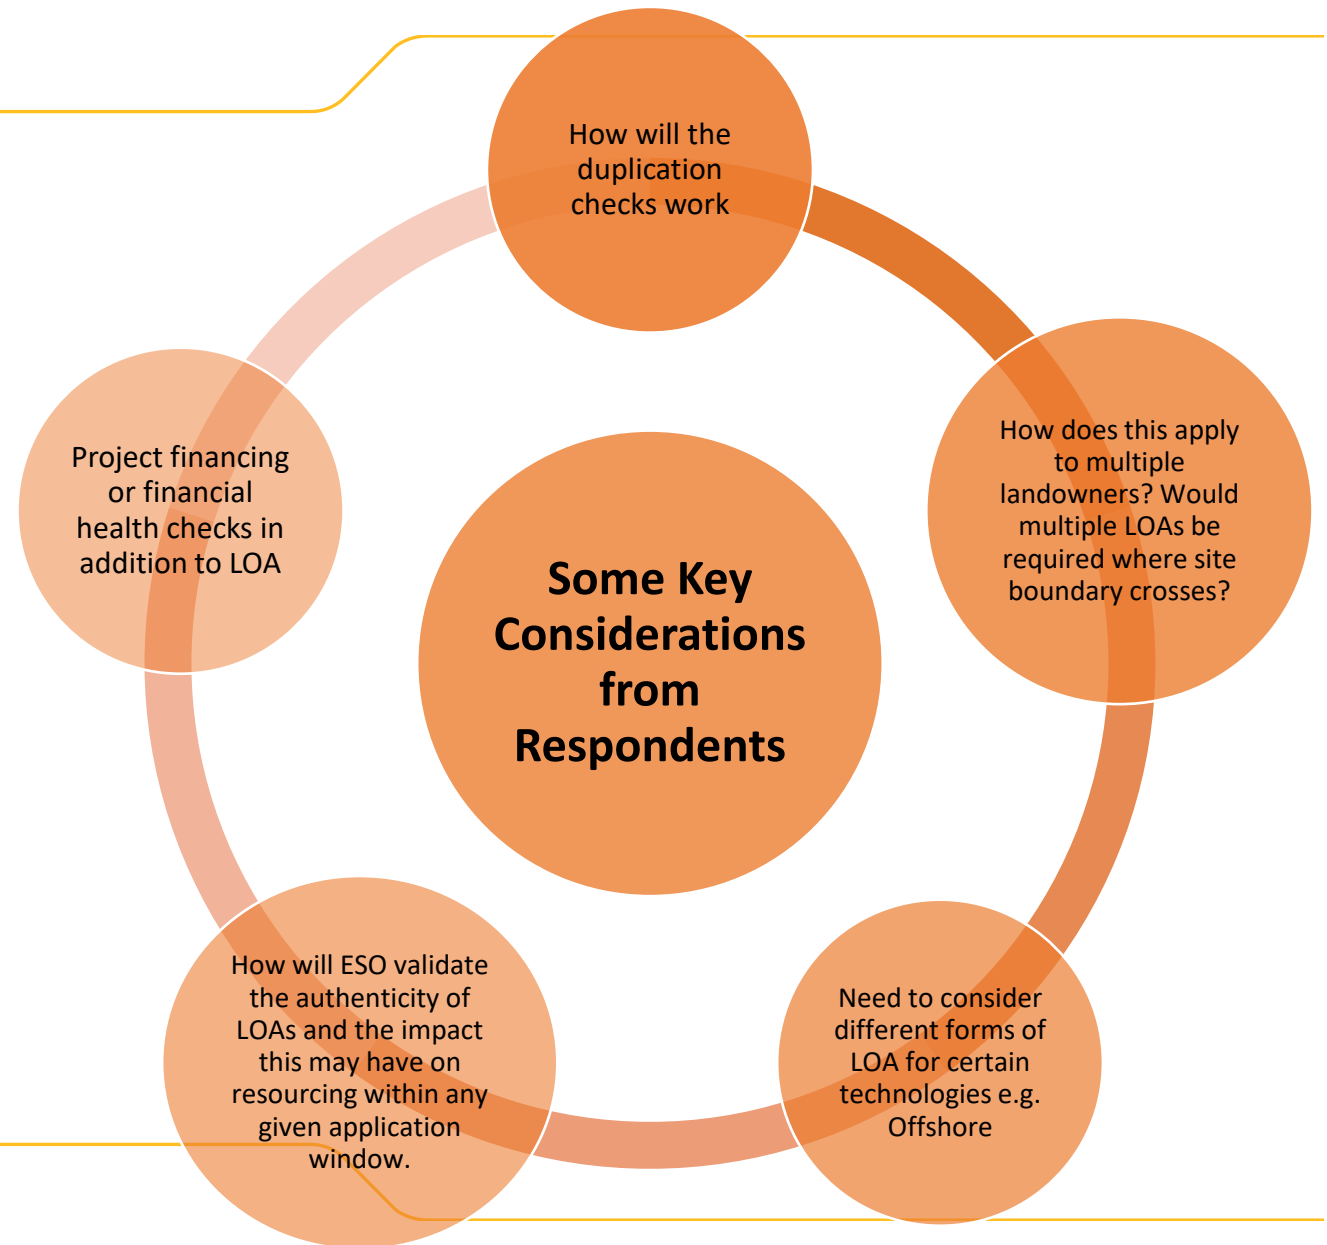 How will the
duplication
checks work
How does this apply
to multiple
landowners? Would
multiple LOAs be
required where site
boundary crosses?
Need to consider
different forms of
LOA for certain
technologies e.g.
Offshore
How will ESO validate
the authenticity of
LOAs and the impact
this may have on
resourcing within any
given application
window.
Project financing
or financial
health checks in
addition to LOA
Some Key
Considerations
from
Respondents